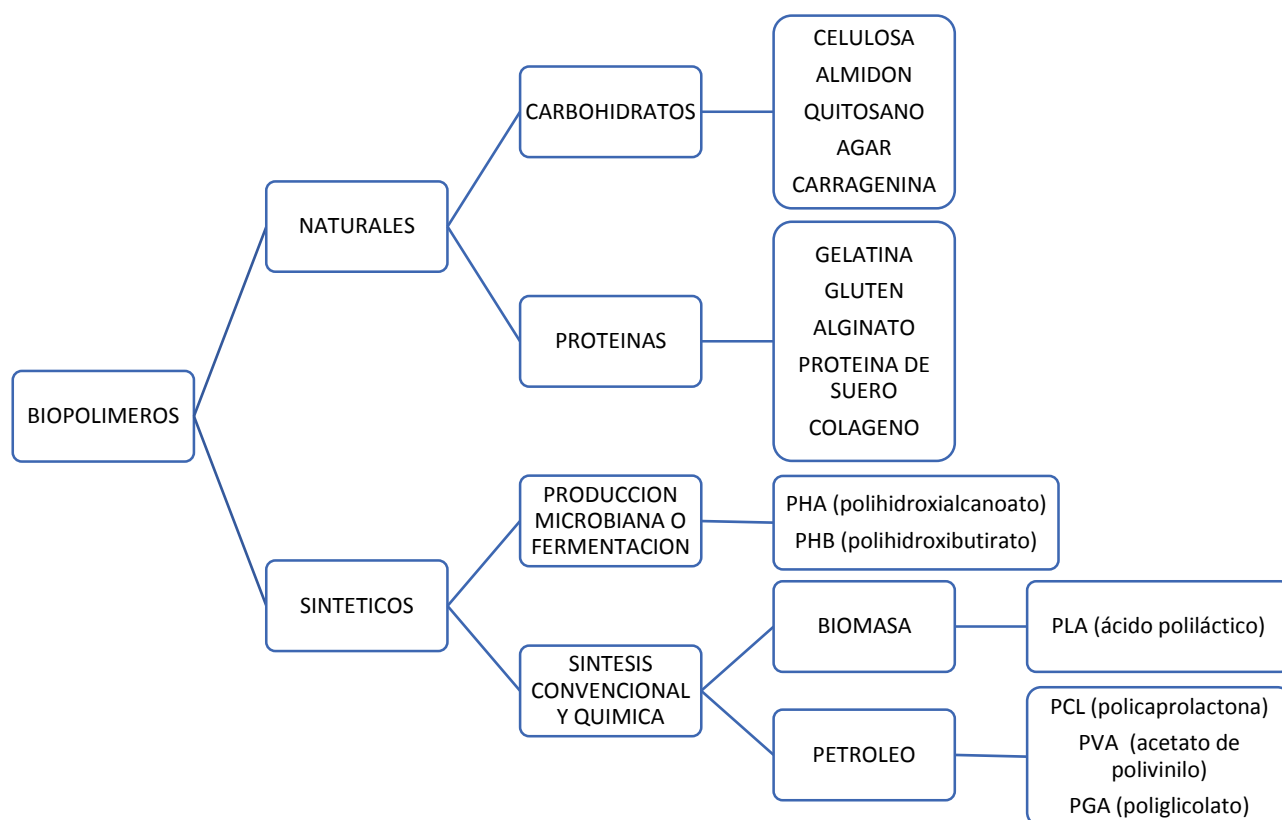 BIOPOLIMEROS
NATURALES
CARBOHIDRATOS
CELULOSA
ALMIDON
QUITOSANO
AGAR
CARRAGENINA
PROTEINAS
GELATINA
GLUTEN
ALGINATO
PROTEINA DE
SUERO
COLAGENO
SINTETICOS
PRODUCCION
MICROBIANA O
FERMENTACION
PHA (polihidroxialcanoato)
PHB (polihidroxibutirato)
SINTESIS
CONVENCIONAL
Y QUIMICA
BIOMASA
PLA (ácido poliláctico)
PETROLEO
PCL (policaprolactona)
PVA (acetato de
polivinilo)
PGA (poliglicolato)